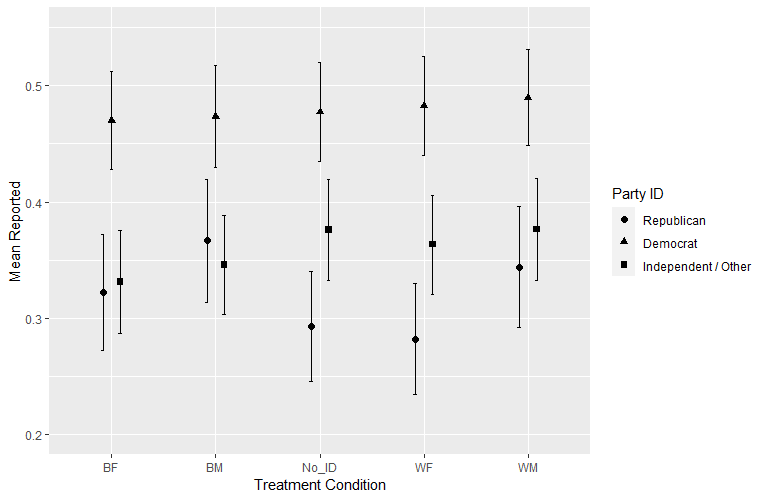 Mean Reported
0.5
0.4
0.3
0.2
BF BM No_ID WF WM
Treatment Condition
Party ID
Republican
Democrat
Independent / Other